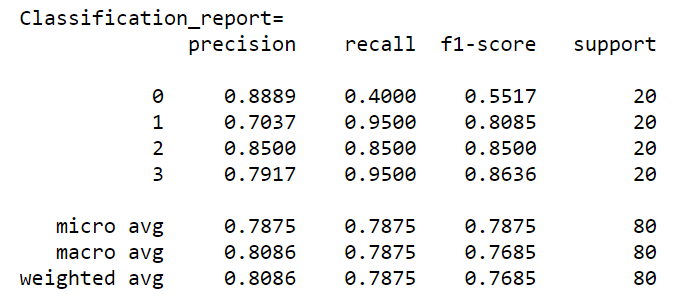 Classification_report=
precision recall f1-score support
0 0.8889 0.4000 0.5517 20
1 0.7037 0.9500 0.8085 20
2 0.8500 0.8500 0.8500 20
3 0.7917 0.9500 0.8636 20
micro avg 0.7875 0.7875 0.7875 80
macro avg 0.8086 0.7875 0.7685 80
weighted avg 0.8086 0.7875 0.7685 80